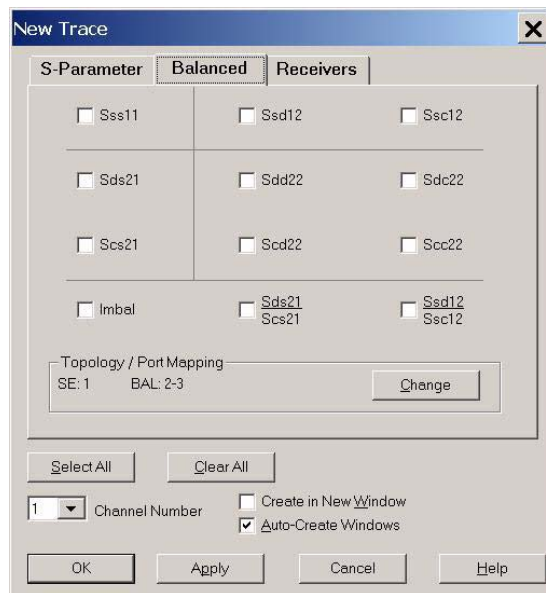 New Trace
S-Parameter Balanced Receivers
Sss11 Ssd12 Ssc12
Sds21 Sdd22 Sdc22
Scs21 Scd22 Scc22
Imbal Sds21 Ssd12
Scs21 Ssc12
Topology / Port Mapping
SE: 1 BAL: 2-3 Change
Select All Clear All
1 Channel Number Create in New Window
Auto-Create Windows
OK Apply Cancel Help